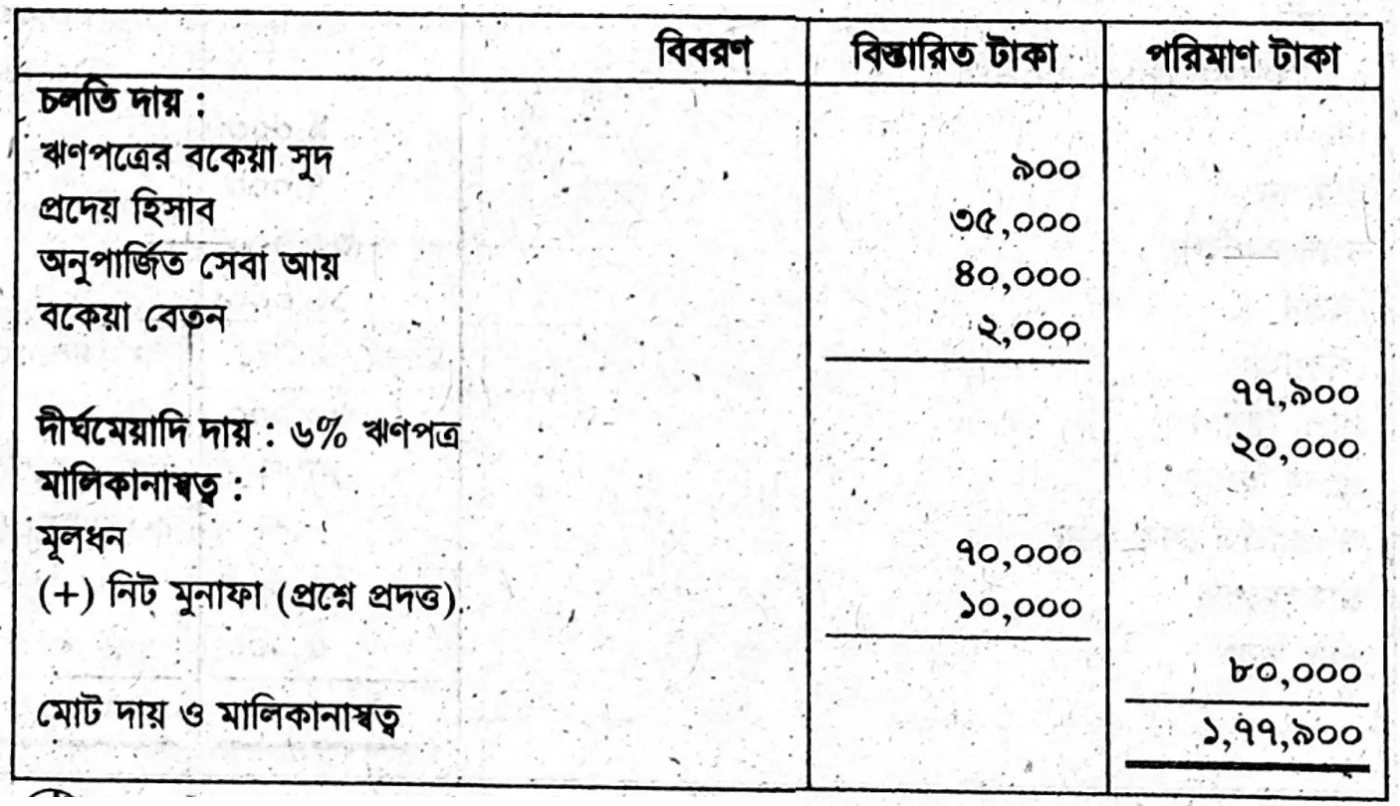 বিবরণ বিস্তারিত টাকা পরিমাণ টাকা
চলতি দায় :
ঋণপত্রের বকেয়া সুদ ৯০০
প্রদেয় হিসাব ৩৫,০০০
অনুপার্জিত সেবা আয় ৪০,০০০
বকেয়া বেতন ২,০০০
৭৭,৯০০
দীর্ঘমেয়াদি দায় : ৬% ঋণপত্র ২০,০০০
মালিকানাস্বত্ব :
মূলধন ৭০,০০০
(+) নিট মুনাফা (প্রশ্নে প্রদত্ত) ১০,০০০
৮০,০০০
মোট দায় ও মালিকানাস্বত্ব ১,৭৭,৯০০